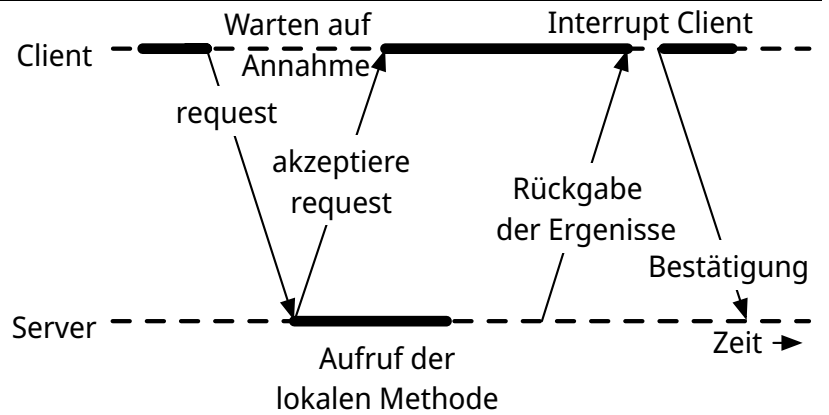 Warten auf
Interrupt Client
Client
Annahme
request
akzeptiere
request
Rückgabe
der Ergenisse
Bestätigung
Server
Zeit
Aufruf der
lokalen Methode